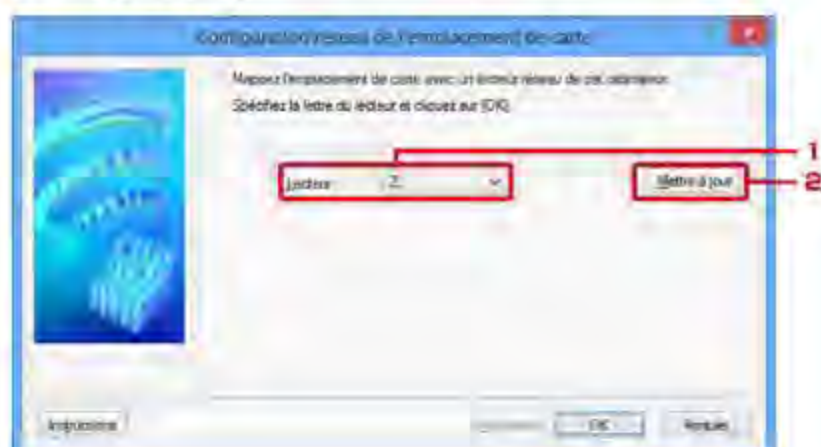 Configuration réseau de l'emplacement de carte
Mappez l'emplacement de carte avec un lecteur réseau de cet ordinateur.
Spécifiez la lettre du lecteur et cliquez sur [OK].
1
Lecteur : Z:
Mettre à jour
2
Instructions
OK
Annuler